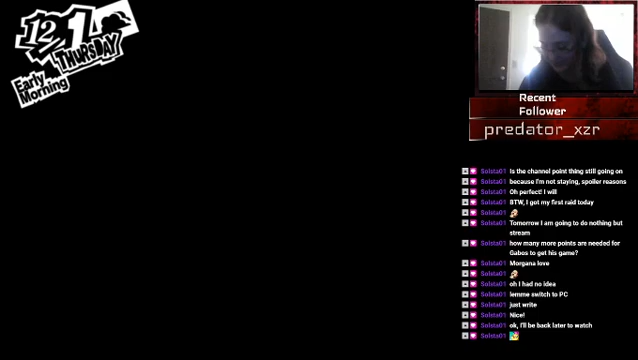 12/1
THURSDAY
Early
Morning
Recent
Follower
predator_xzr
Solsta01 Is the channel point thing still going on
Solsta01 because I'm not staying, spoiler reasons
Solsta01 Oh perfect! I will
Solsta01 BTW, I got my first raid today
Solsta01
Solsta01 Tomorrow I am going to do nothing but
stream
Solsta01 how many more points are needed for
Gabos to get his game?
Solsta01 Morgana love
Solsta01
Solsta01 oh I had no idea
Solsta01 lemme switch to PC
Solsta01 just write
Solsta01 Nice!
Solsta01 ok, I'll be back later to watch
Solsta01